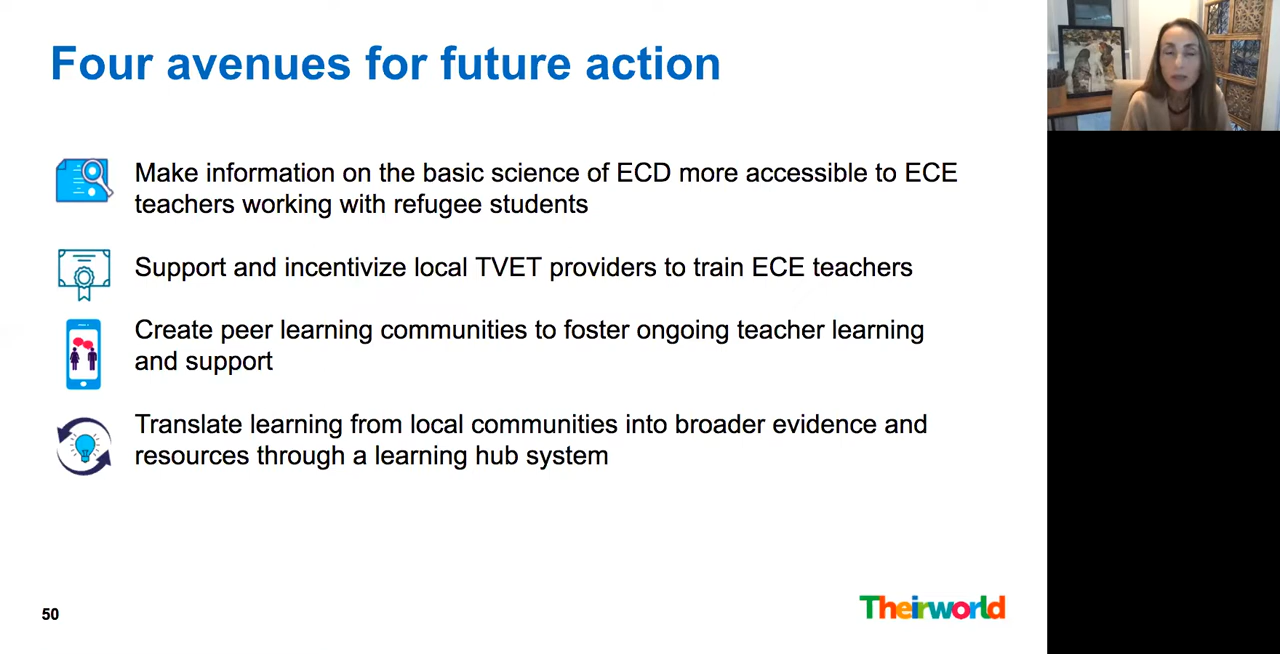 Four avenues for future action
Make information on the basic science of ECD more accessible to ECE
teachers working with refugee students
Support and incentivize local TVET providers to train ECE teachers
Create peer learning communities to foster ongoing teacher learning
and support
Translate learning from local communities into broader evidence and
resources through a learning hub system
50
Theirworld